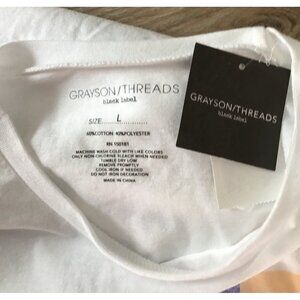 GRAYSON/THREADS
black label
SIZE L
60%COTTON 40%POLYESTER
RN 150181
MACHINE WASH COLD WITH LIKE COLORS
ONLY NON-CHLORINE BLEACH WHEN NEEDED
TUMBLE DRY LOW
REMOVE PROMPTLY
COOL IRON IF NEEDED
DO NOT DECORATION
MADE IN CHINA
GRAYSON/THREADS
black label